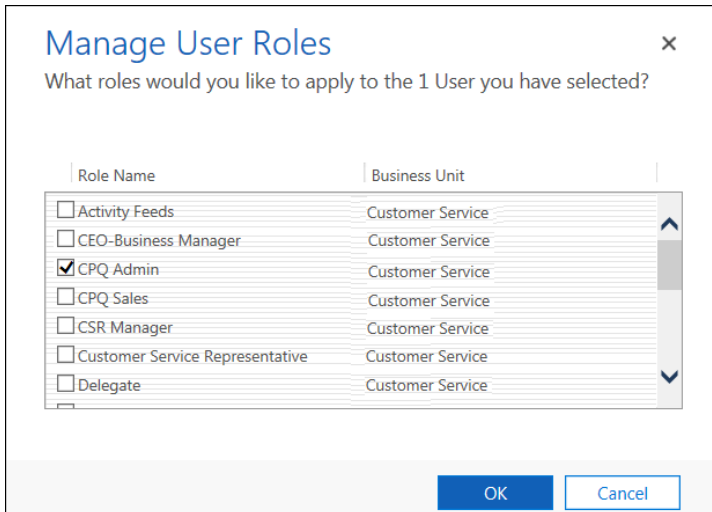 Manage User Roles
What roles would you like to apply to the 1 User you have selected?
Role Name Business Unit
Activity Feeds Customer Service
CEO-Business Manager Customer Service
CPQ Admin Customer Service
CPQ Sales Customer Service
CSR Manager Customer Service
Customer Service Representative Customer Service
Delegate Customer Service
OK Cancel